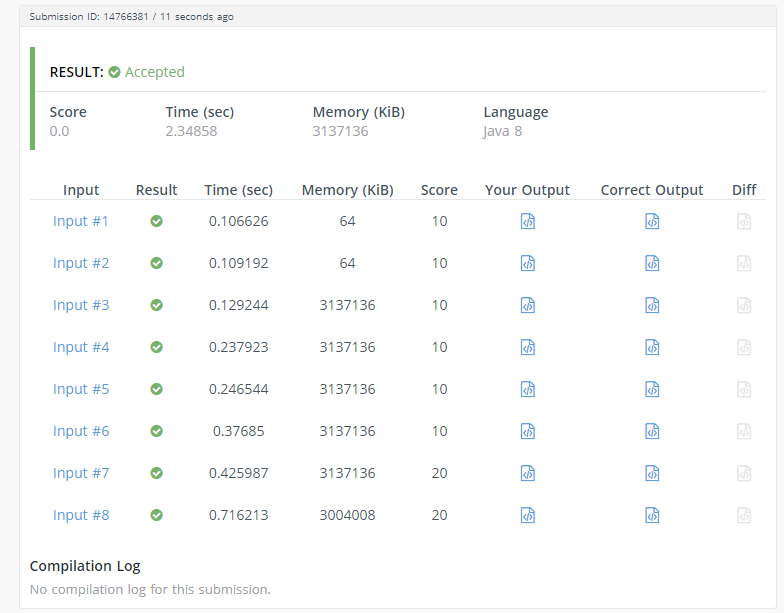 Submission ID: 14766381 / 11 seconds ago
RESULT: Accepted
Score Time (sec) Memory (KiB) Language
0.0 2.34858 3137136 Java 8
Input Result Time (sec) Memory (KiB) Score Your Output Correct Output Diff
Input #1 0.106626 64 10
Input #2 0.109192 64 10
Input #3 0.129244 3137136 10
Input #4 0.237923 3137136 10
Input #5 0.246544 3137136 10
Input #6 0.37685 3137136 10
Input #7 0.425987 3137136 20
Input #8 0.716213 3004008 20
Compilation Log
No compilation log for this submission.